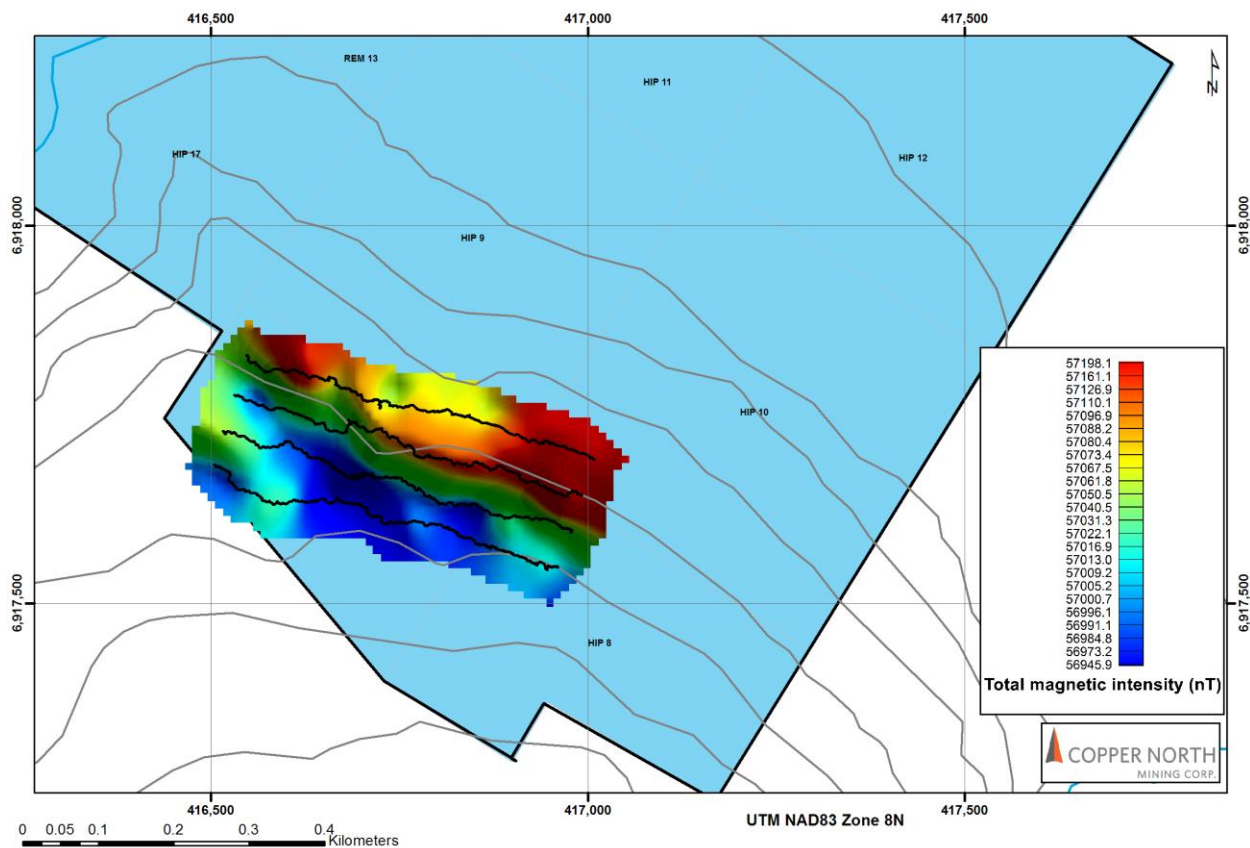 416,500
417,000
417,500
REM 13
HIP 11
HIP 17
HIP 12
6,918,000
HIP 9
6,918,000
HIP 10
57198.1
57161.1
57126.9
57110.1
57096.9
57088.2
57080.4
57073.4
57067.5
57061.8
57050.5
57040.5
57031.3
57022.1
57016.9
57013.0
57009.2
57005.2
57000.7
56996.1
56991.1
56984.8
56973.2
56945.9
Total magnetic intensity (nT)
6,917,500
6,917,500
HIP 8
COPPER NORTH
MINING CORP.
416,500
417,000
417,500
UTM NAD83 Zone 8N
0 0.05 0.1 0.2 0.3 0.4
Kilometers
N